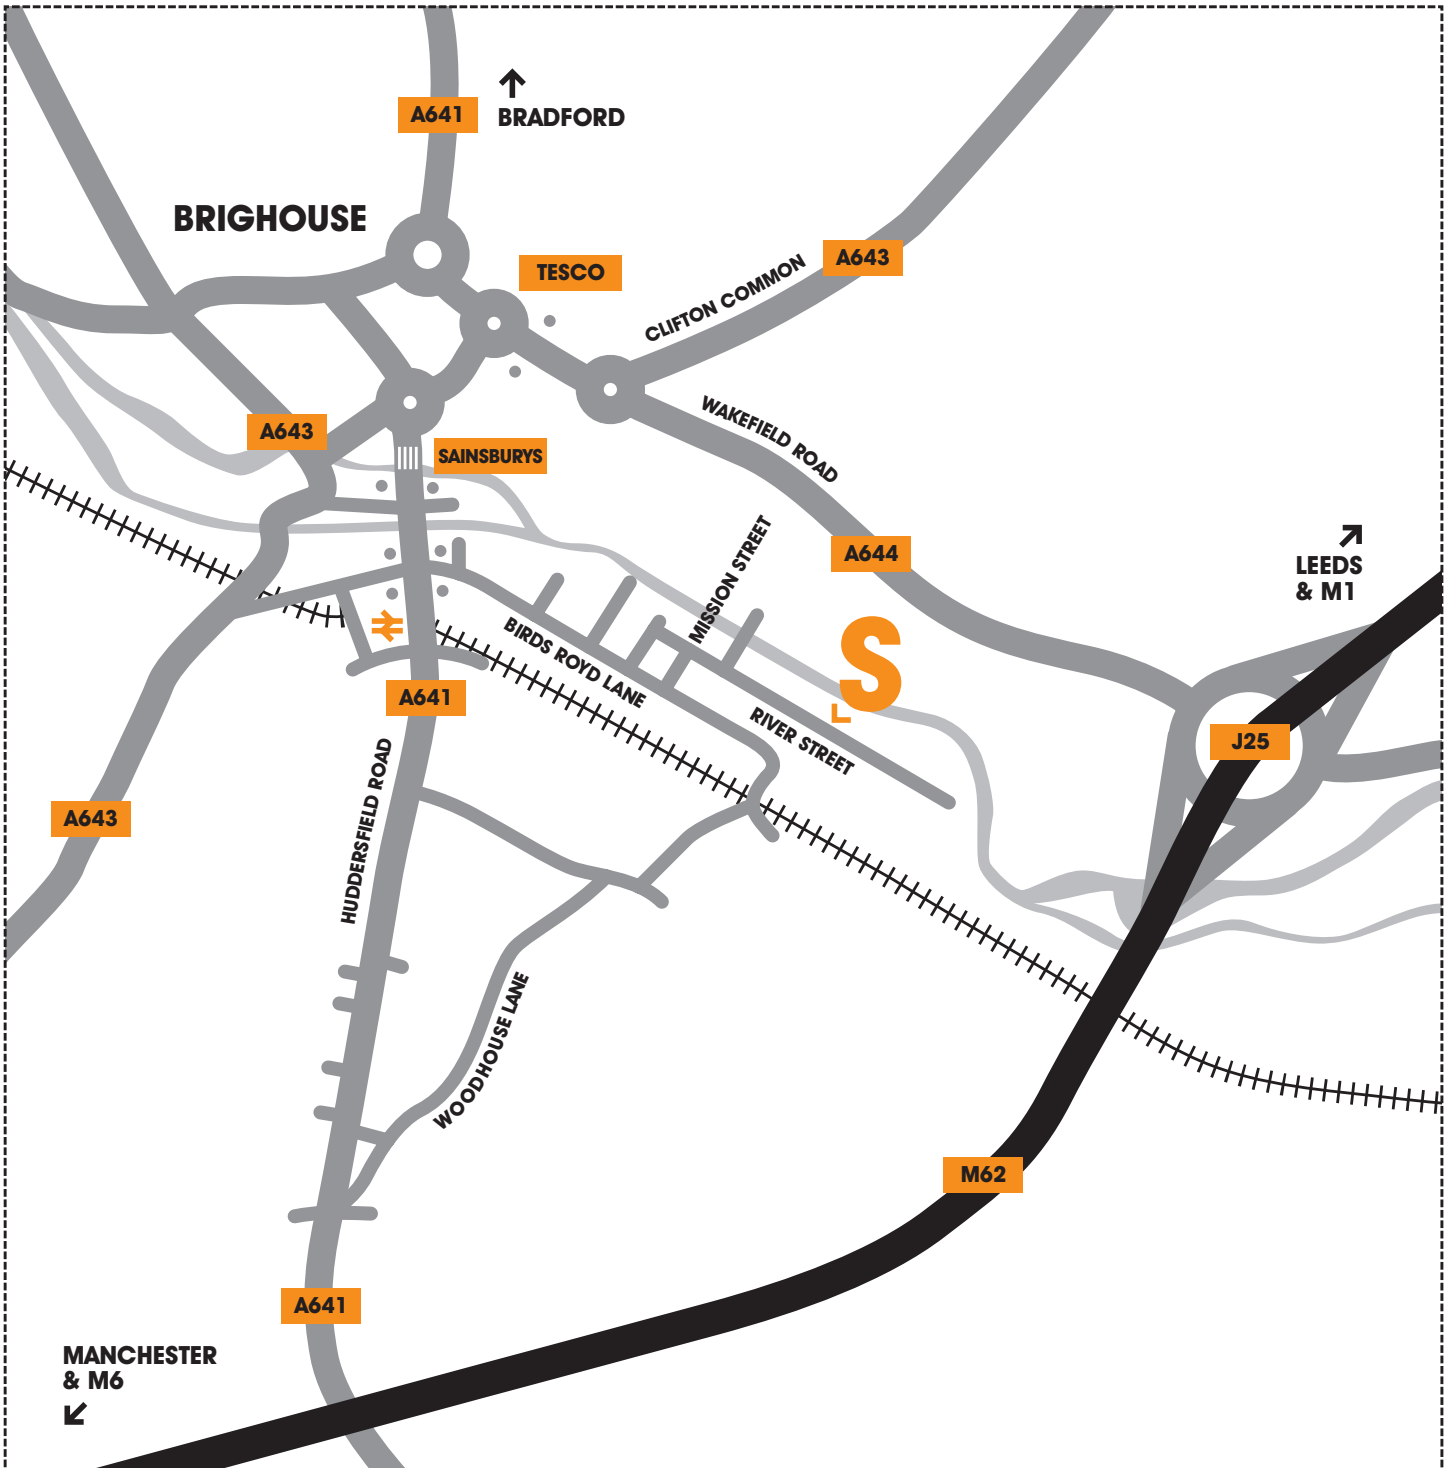 A641
BRADFORD
BRIGHOUSE
TESCO
A643
CLIFTON COMMON
A643
SAINSBURYS
WAKEFIELD ROAD
A644
MISSION STREET
LEEDS
& M1
S
BIRDS ROYD LANE
A641
RIVER STREET
J25
HUDDERSFIELD ROAD
A643
WOODHOUSE LANE
M62
A641
MANCHESTER
& M6